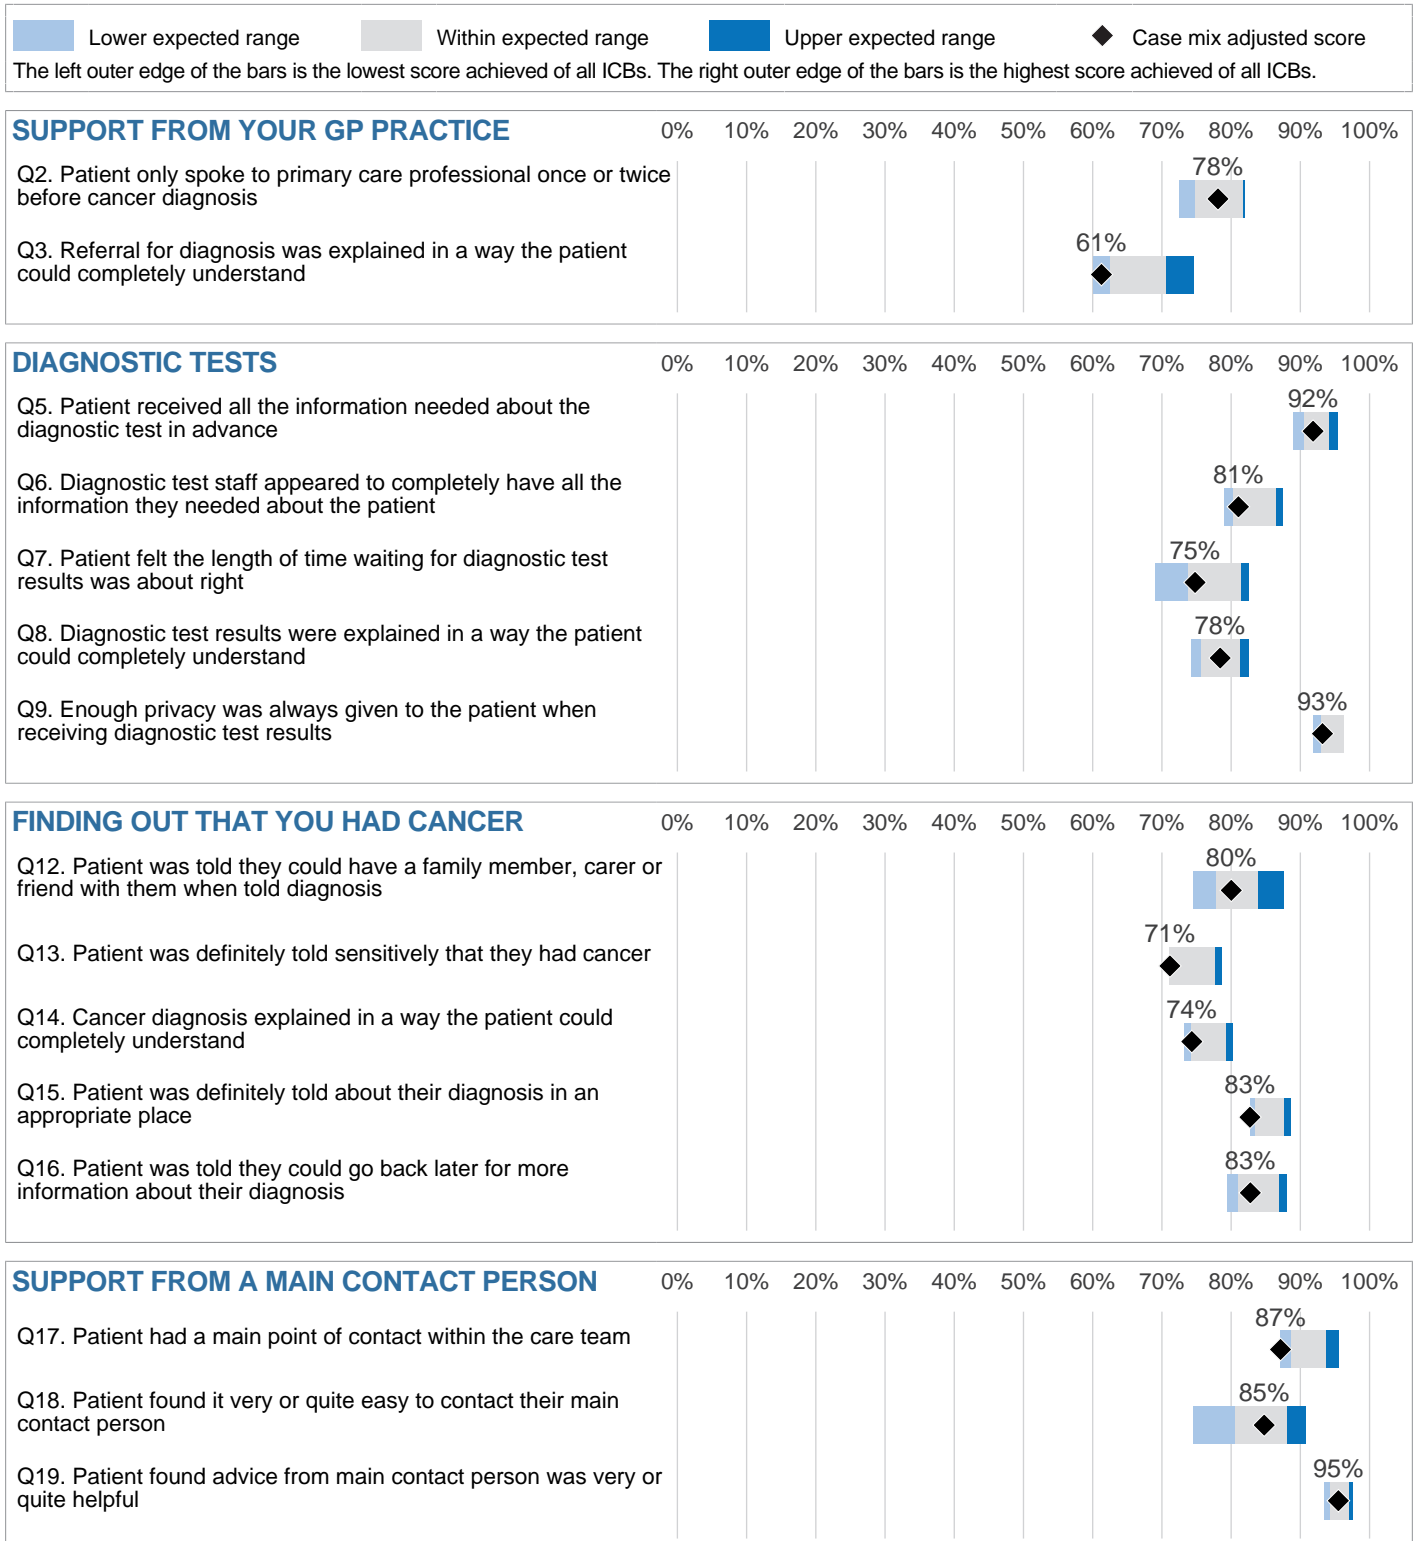 Lower expected range Within expected range Upper expected range Case mix adjusted score
The left outer edge of the bars is the lowest score achieved of all ICBs. The right outer edge of the bars is the highest score achieved of all ICBs.
SUPPORT FROM YOUR GP PRACTICE 0% 10% 20% 30% 40% 50% 60% 70% 80% 90% 100%
Q2. Patient only spoke to primary care professional once or twice
before cancer diagnosis
78%
Q3. Referral for diagnosis was explained in a way the patient
could completely understand
61%
DIAGNOSTIC TESTS 0% 10% 20% 30% 40% 50% 60% 70% 80% 90% 100%
Q5. Patient received all the information needed about the
diagnostic test in advance
92%
Q6. Diagnostic test staff appeared to completely have all the
information they needed about the patient
81%
Q7. Patient felt the length of time waiting for diagnostic test
results was about right
75%
Q8. Diagnostic test results were explained in a way the patient
could completely understand
78%
Q9. Enough privacy was always given to the patient when
receiving diagnostic test results
93%
FINDING OUT THAT YOU HAD CANCER 0% 10% 20% 30% 40% 50% 60% 70% 80% 90% 100%
Q12. Patient was told they could have a family member, carer or
friend with them when told diagnosis
80%
Q13. Patient was definitely told sensitively that they had cancer
71%
Q14. Cancer diagnosis explained in a way the patient could
completely understand
74%
Q15. Patient was definitely told about their diagnosis in an
appropriate place
83%
Q16. Patient was told they could go back later for more
information about their diagnosis
83%
SUPPORT FROM A MAIN CONTACT PERSON 0% 10% 20% 30% 40% 50% 60% 70% 80% 90% 100%
Q17. Patient had a main point of contact within the care team
87%
Q18. Patient found it very or quite easy to contact their main
contact person
85%
Q19. Patient found advice from main contact person was very or
quite helpful
95%